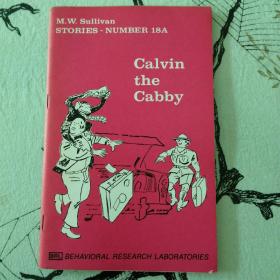 M.W. Sullivan
STORIES - NUMBER 18A
Calvin
the
Cabby
BRL BEHAVIORAL RESEARCH LABORATORIES